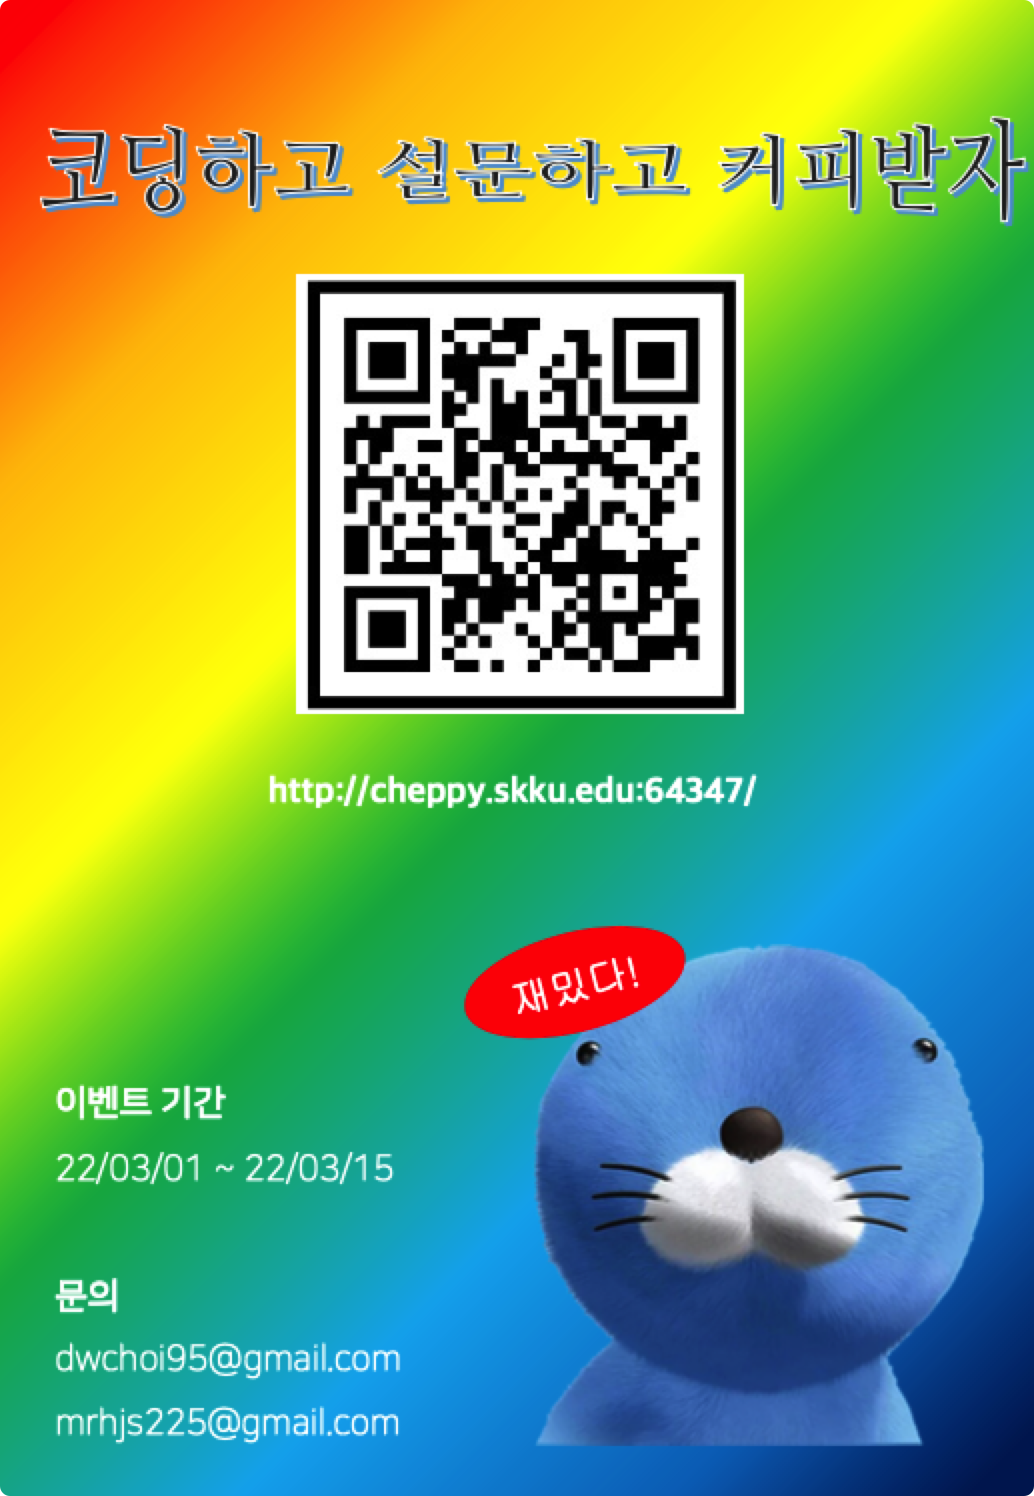 코딩하고 설문하고 커피받자
http://cheppy.skku.edu:64347/
재밌다!
이벤트 기간
22/03/01 ~ 22/03/15
문의
dwchoi95@gmail.com
mrhjs225@gmail.com